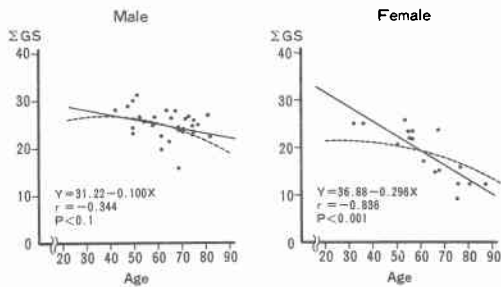 Male
ΣGS
40
30
20
10
0
Y=31.22-0.100X
r=-0.344
P<0.1
20 30 40 50 60 70 80 90
Age
Female
ΣGS
40
30
20
10
0
Y=36.88-0.296X
r=-0.836
P<0.001
20 30 40 50 60 70 80 90
Age